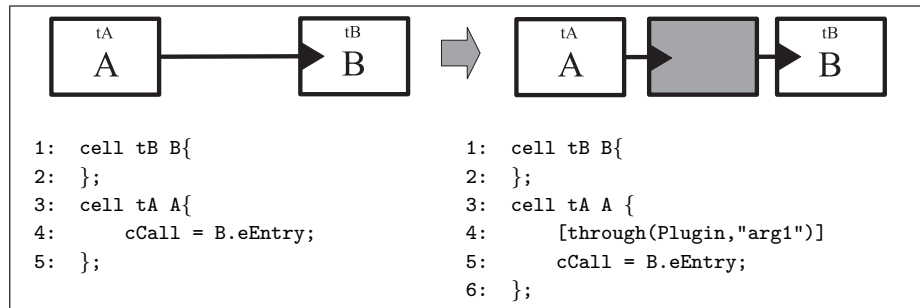 tA
A
tB
B
tA
A
tB
B
1: cell tB B{
2: };
3: cell tA A{
4: cCall = B.eEntry;
5: };
1: cell tB B{
2: };
3: cell tA A {
4: [through(Plugin,"arg1")]
5: cCall = B.eEntry;
6: };